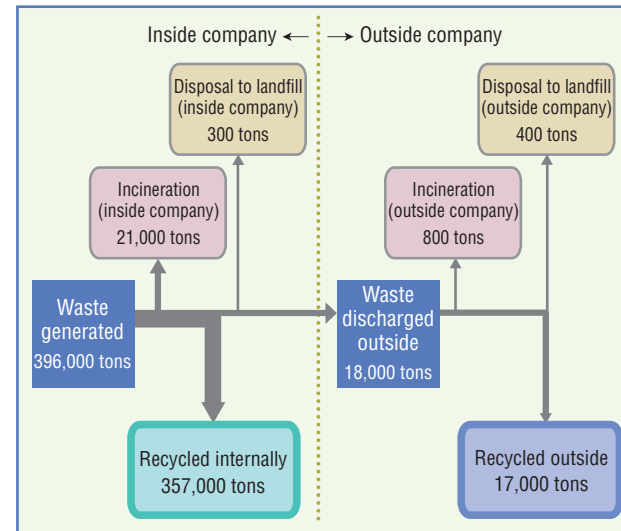 Inside company ← → Outside company
Disposal to landfill
(inside company)
300 tons
Disposal to landfill
(outside company)
400 tons
Incineration
(inside company)
21,000 tons
Incineration
(outside company)
800 tons
Waste
generated
396,000 tons
Waste
discharged
outside
18,000 tons
Recycled internally
357,000 tons
Recycled outside
17,000 tons